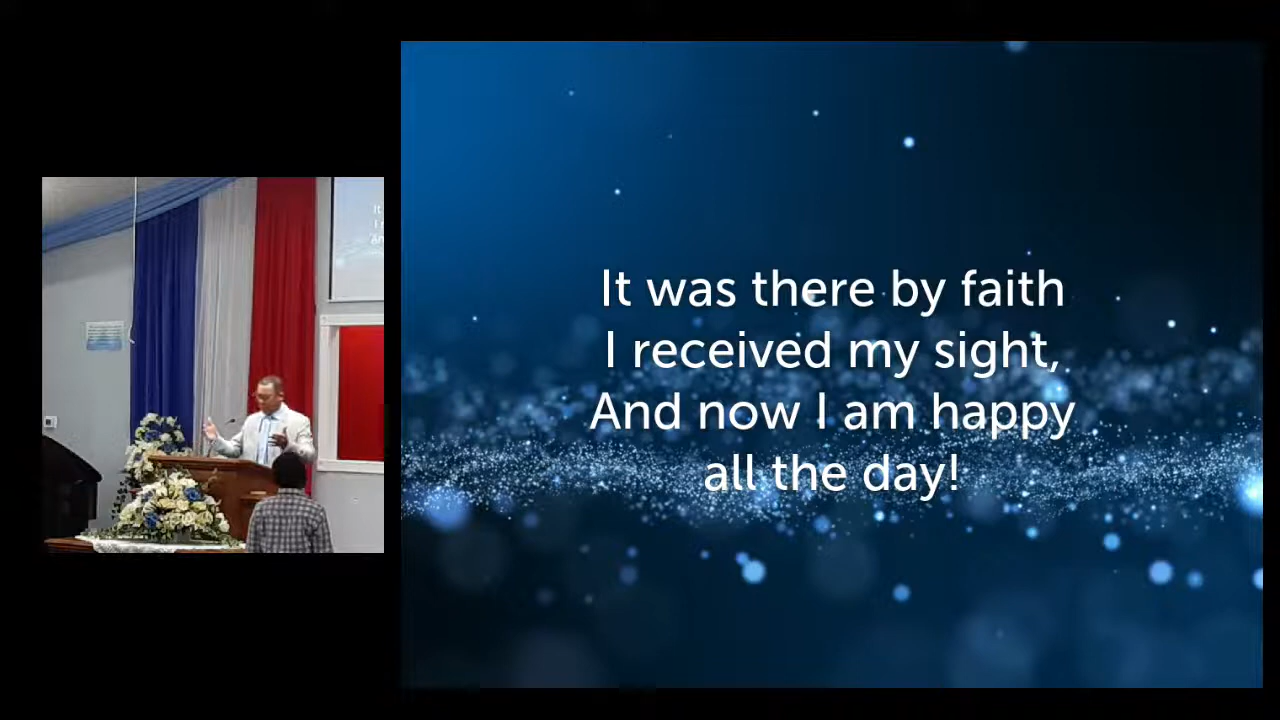 It was there by faith
I received my sight,
And now I am happy
all the day!